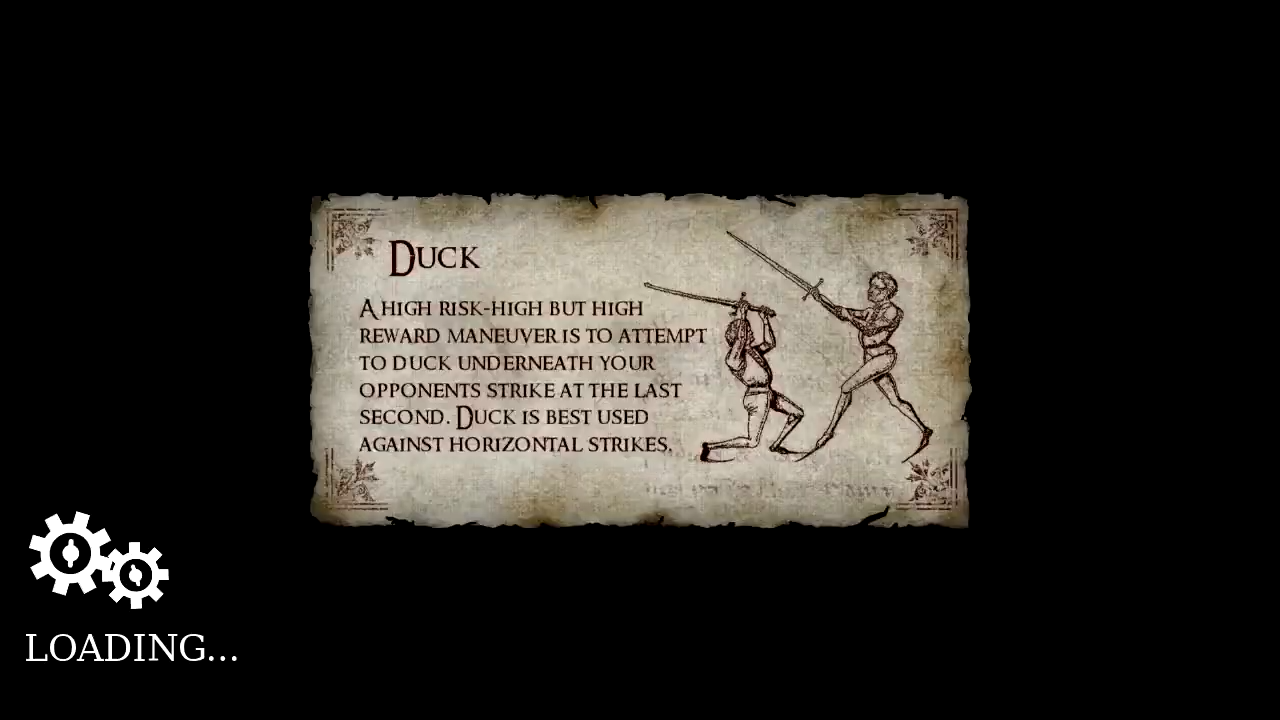 Duck
A high risk-high but high
reward maneuver is to attempt
to duck underneath your
opponents strike at the last
second. Duck is best used
against horizontal strikes.
LOADING...